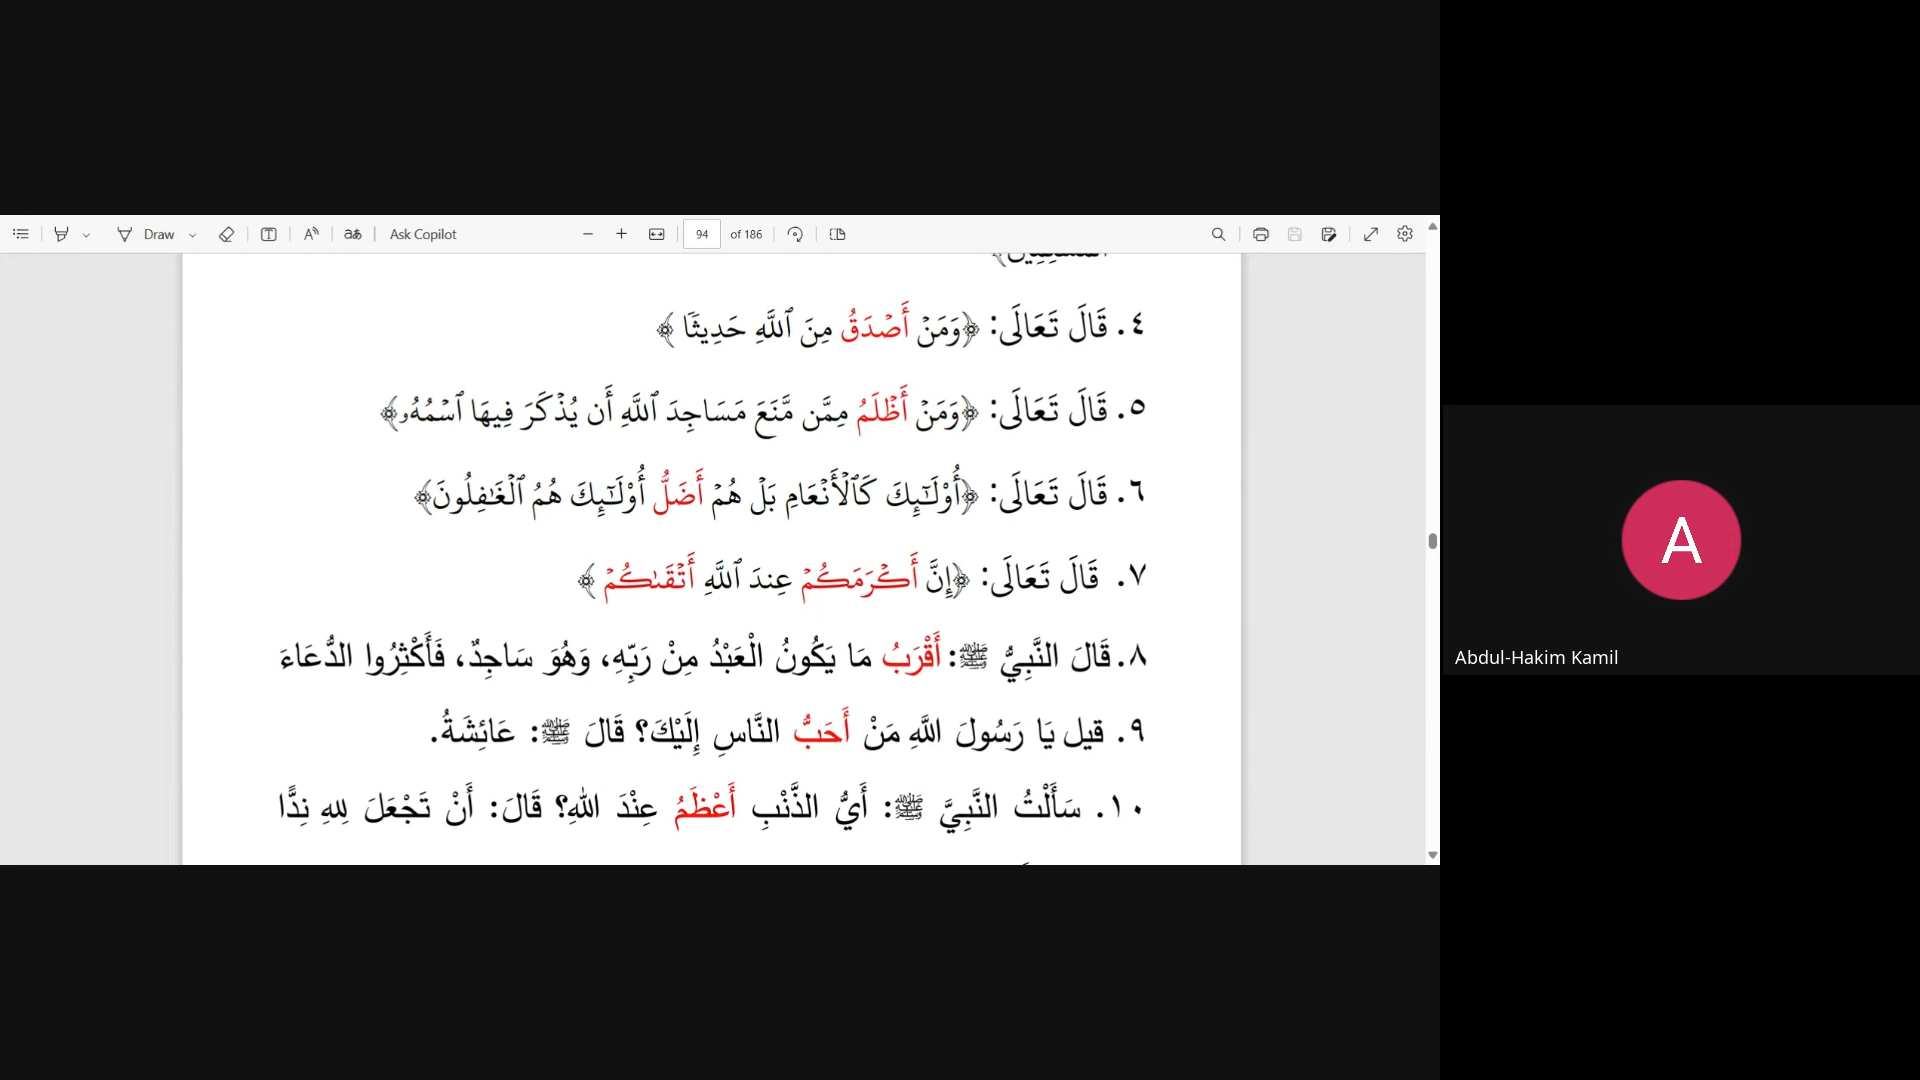 Draw
Ask Copilot
94 of 186
٤. قَالَ تَعَالَى: ﴿وَمَنۡ أَصۡدَقُ مِنَ ٱللَّهِ حَدِيثٗا ﴾
٥. قَالَ تَعَالَى: ﴿وَمَنۡ أَظۡلَمُ مِمَّن مَّنَعَ مَسَاجِدَ ٱللَّهِ أَن يُذۡكَرَ فِيهَا ٱسۡمُهُۥ﴾
٦. قَالَ تَعَالَى: ﴿أُوْلَٰٓئِكَ كَٱلۡأَنۡعَامِ بَلۡ هُمۡ أَضَلُّ أُوْلَٰٓئِكَ هُمُ ٱلۡغَٰفِلُونَ﴾
٧. قَالَ تَعَالَى: ﴿إِنَّ أَكۡرَمَكُمۡ عِندَ ٱللَّهِ أَتۡقَىٰكُمۡ ﴾
٨. قَالَ النَّبِيُّ ﷺ: أَقْرَبُ مَا يَكُونُ الْعَبْدُ مِنْ رَبِّهِ، وَهُوَ سَاجِدٌ، فَأَكْثِرُوا الدُّعَاءَ
٩. قيل يَا رَسُولَ اللَّهِ مَنْ أَحَبُّ النَّاسِ إِلَيْكَ؟ قَالَ ﷺ: عَائِشَةُ.
١٠. سَأَلْتُ النَّبِيَّ ﷺ: أَيُّ الذَّنْبِ أَعْظَمُ عِنْدَ اللهِ؟ قَالَ: أَنْ تَجْعَلَ لِلهِ نِدًّا
A
Abdul-Hakim Kamil